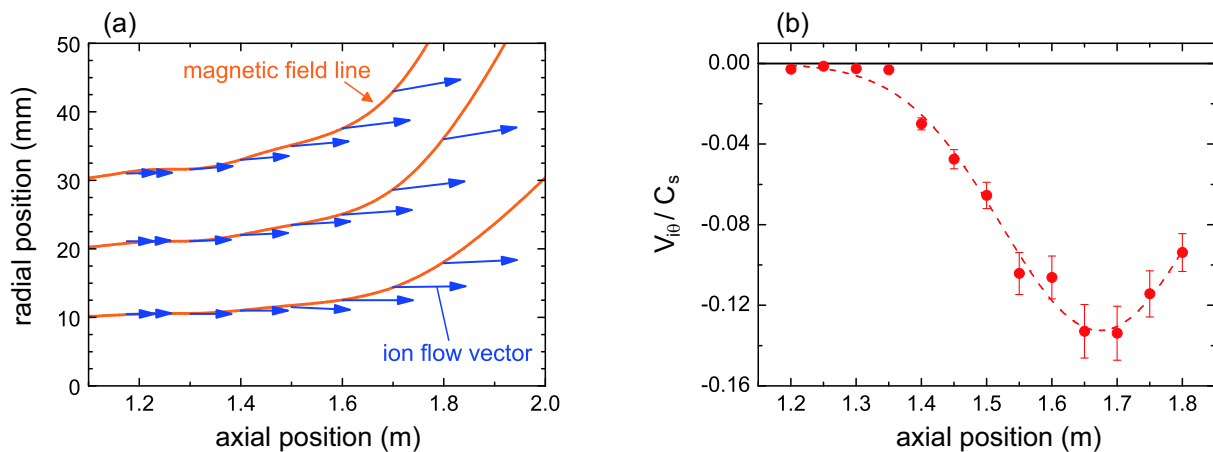 (a)
50
40
30
20
10
0
radial position (mm)
magnetic field line
ion flow vector
1.2
1.4
1.6
1.8
2.0
axial position (m)
(b)
0.00
-0.04
-0.08
-0.12
-0.16
V_iθ / C_s
1.2
1.3
1.4
1.5
1.6
1.7
1.8
axial position (m)